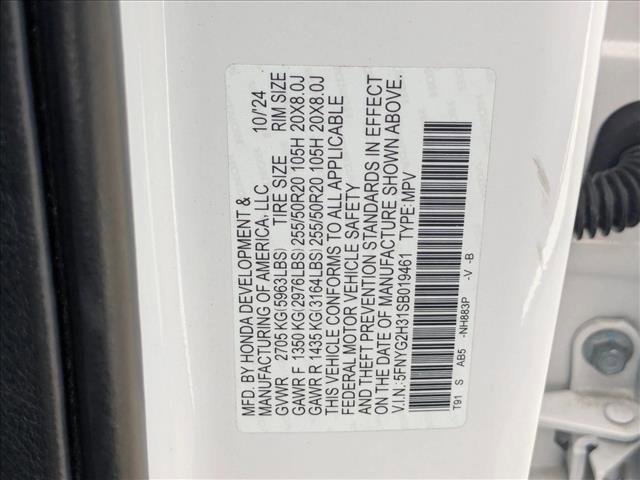 MFD. BY HONDA DEVELOPMENT &
MANUFACTURING OF AMERICA, LLC 10/'24
GVWR 2705 KG(5963LBS) TIRE SIZE RIM SIZE
GAWR F 1350 KG(2976LBS) 255/50R20 105H 20X8.0J
GAWR R 1435 KG(3164LBS) 255/50R20 105H 20X8.0J
THIS VEHICLE CONFORMS TO ALL APPLICABLE
FEDERAL MOTOR VEHICLE SAFETY
AND THEFT PREVENTION STANDARDS IN EFFECT
ON THE DATE OF MANUFACTURE SHOWN ABOVE.
V.I.N.:5FNYG2H31SB019461 TYPE:MPV
T91 S AB5 -NH883P -V -B